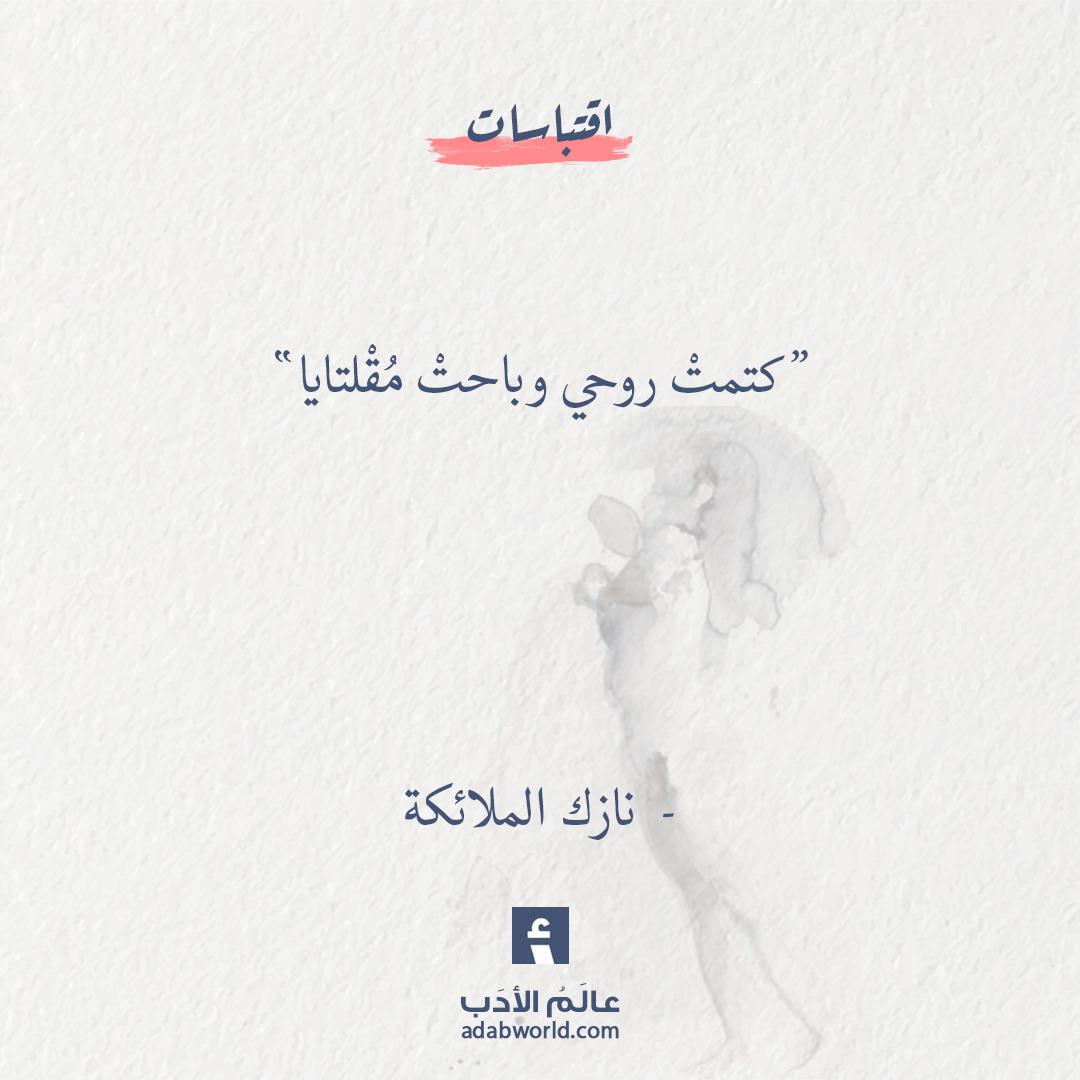 اقتباسات
”كتمتْ روحي وباحتْ مُقْلتايا“
- نازك الملائكة
أ
عالَمُ الأدَب
adabworld.com